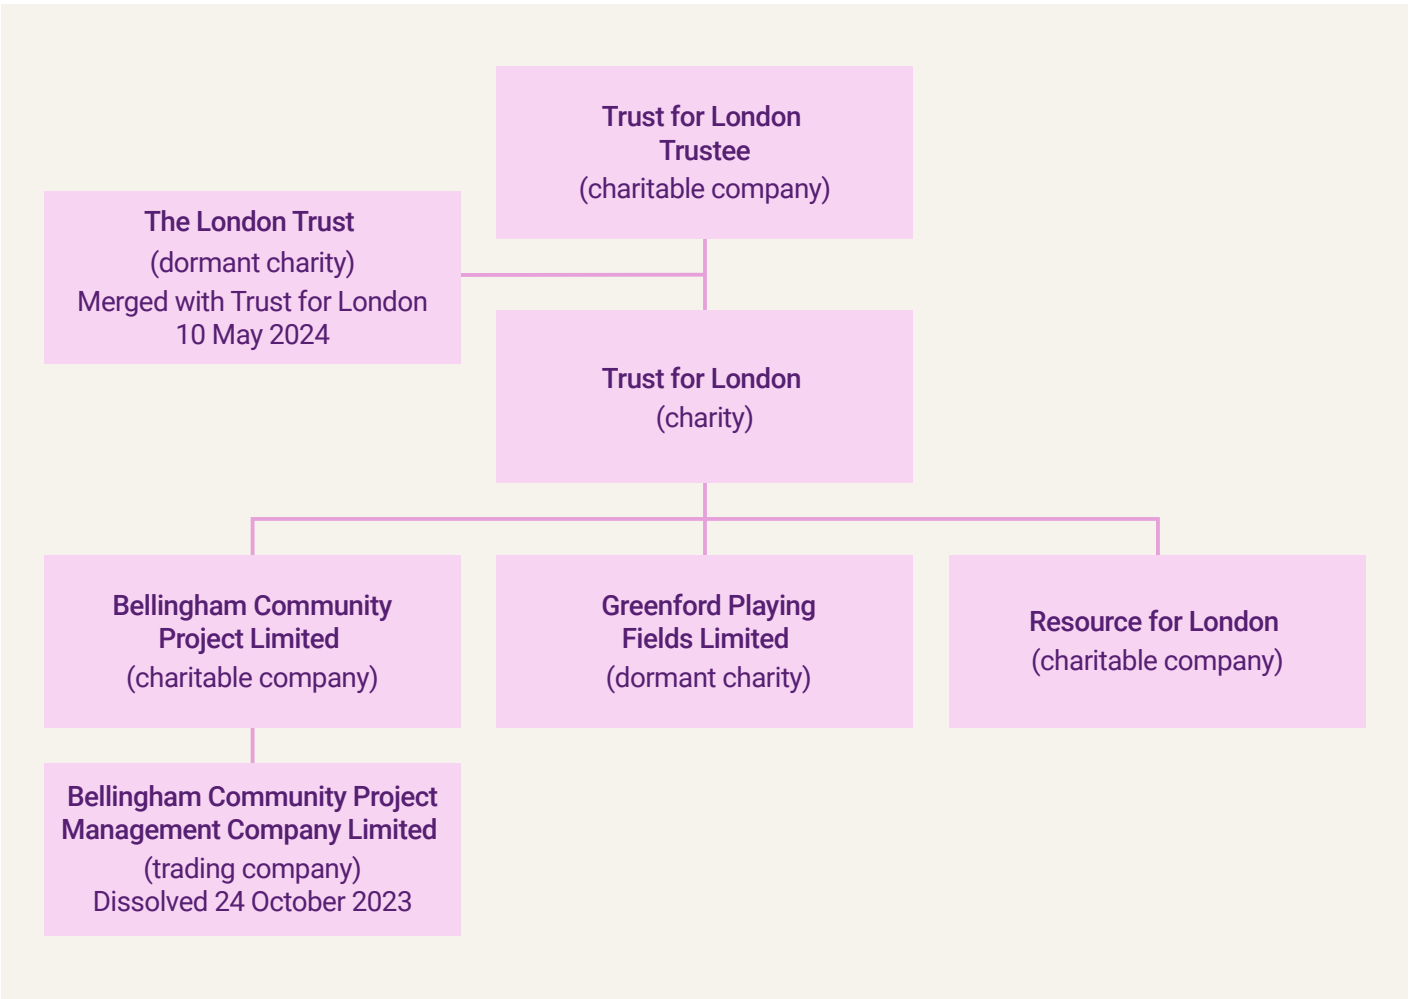 Trust for London
Trustee
(charitable company)
The London Trust
(dormant charity)
Merged with Trust for London
10 May 2024
Trust for London
(charity)
Bellingham Community
Project Limited
(charitable company)
Greenford Playing
Fields Limited
(dormant charity)
Resource for London
(charitable company)
Bellingham Community Project
Management Company Limited
(trading company)
Dissolved 24 October 2023